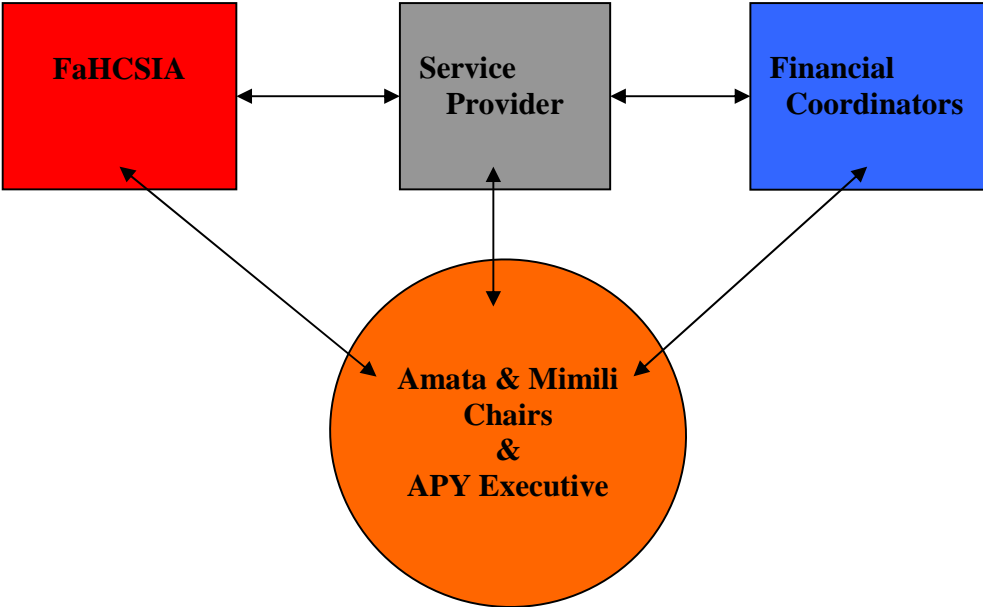 FaHCSIA
Service
Provider
Financial
Coordinators
Amata & Mimili
Chairs
&
APY Executive